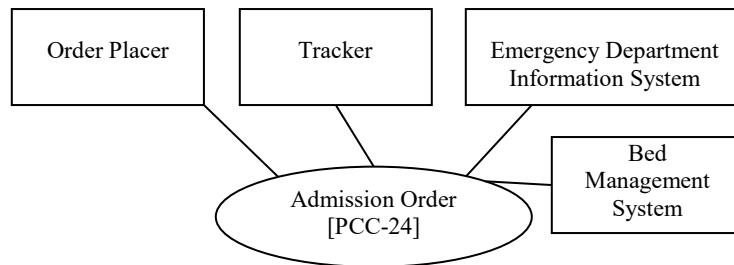 Order Placer
Tracker
Emergency Department
Information System
Bed
Management
System
Admission Order
[PCC-24]